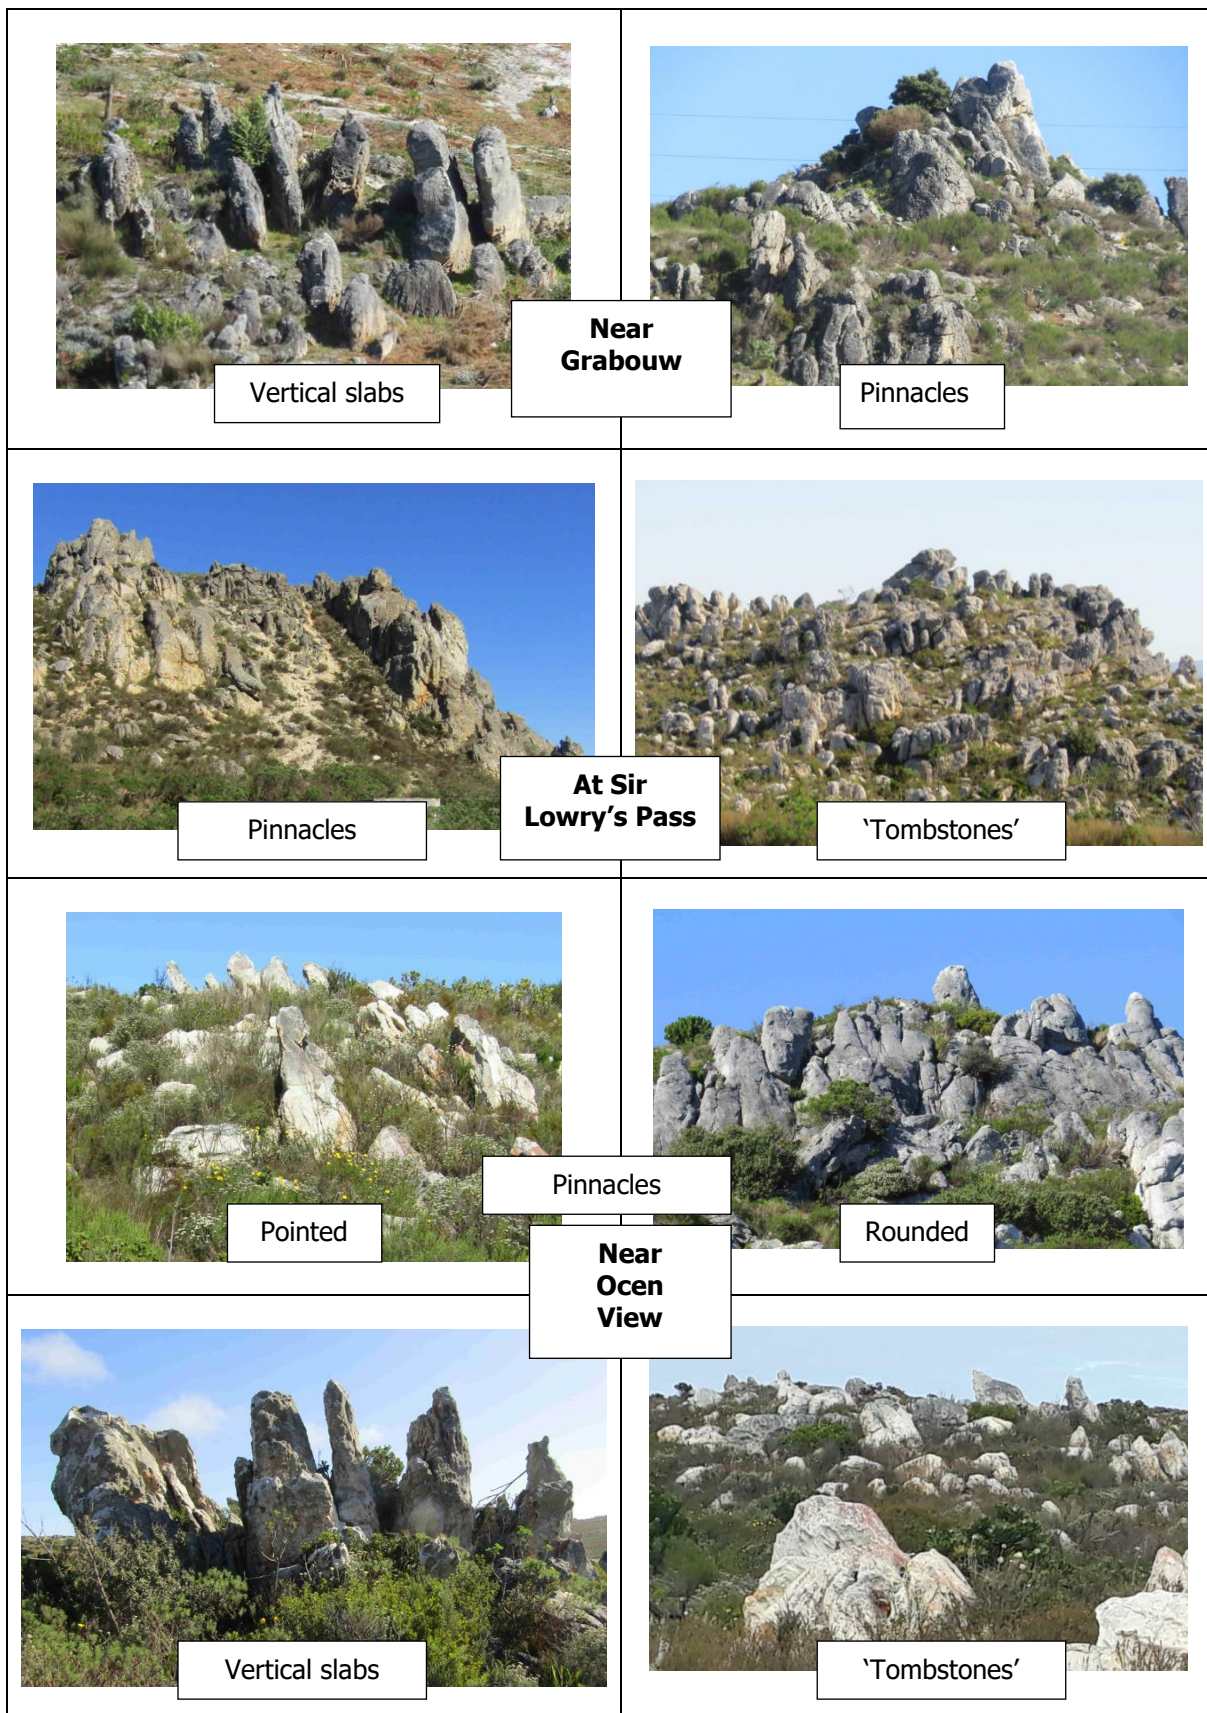 Near
Grabouw
Vertical slabs
Pinnacles
At Sir
Lowry’s Pass
Pinnacles
‘Tombstones’
Pinnacles
Pointed
Rounded
Near
Ocen
View
Vertical slabs
‘Tombstones’